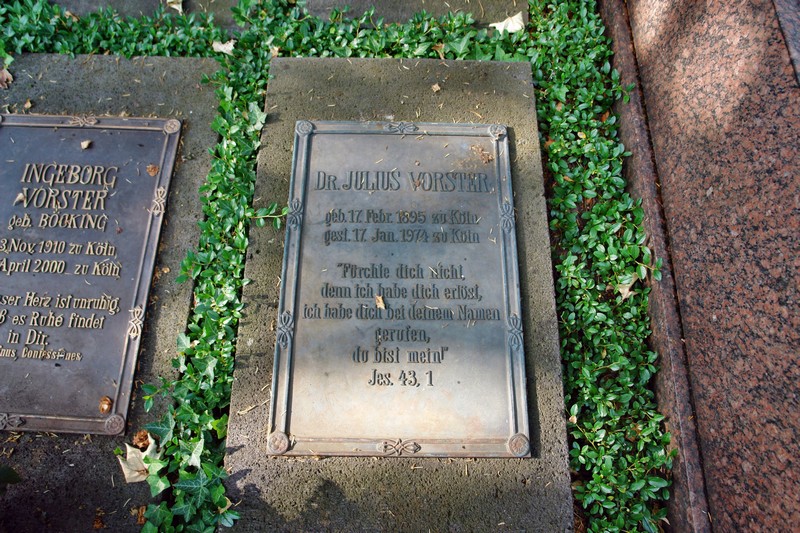 INGEBORG
VORSTER
geb. BÖCKING
Nov. 1910 zu Köln
April 2000 zu Köln
ser Herz ist unruhig,
ß es Ruhe findet
in Dir.
nus, Confessiones
Dr. JULIUS VORSTER
geb. 17. Febr. 1895 zu Köln
gest. 17. Jan. 1974 zu Köln
"Fürchte dich Nicht,
denn ich habe dich erlöst,
ich habe dich bei deinem Namen
gerufen,
du bist mein!"
Jes. 43, 1